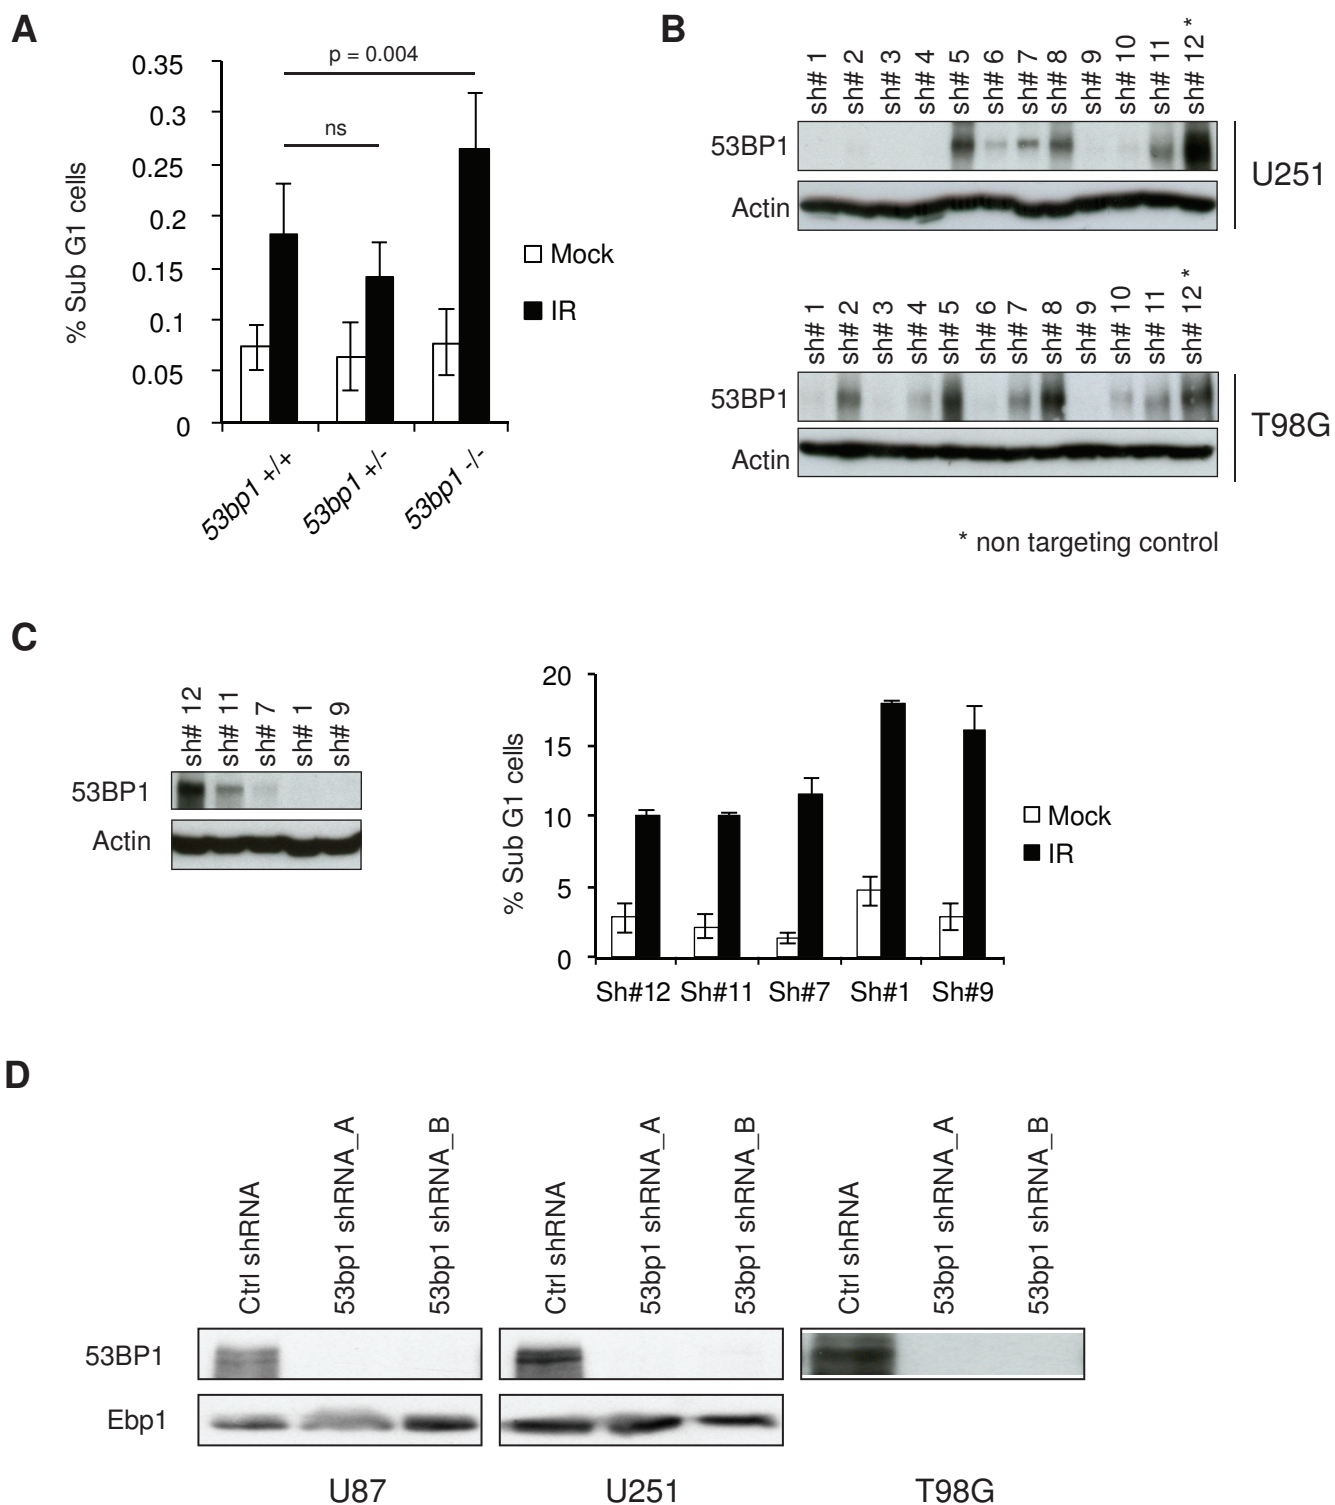 A
p = 0.004
ns
% Sub G1 cells
0.35
0.3
0.25
0.2
0.15
0.1
0.05
0
53bp1 +/+
53bp1 +/-
53bp1 -/-
Mock
IR
B
sh# 1
sh# 2
sh# 3
sh# 4
sh# 5
sh# 6
sh# 7
sh# 8
sh# 9
sh# 10
sh# 11
sh# 12 *
53BP1
Actin
U251
sh# 1
sh# 2
sh# 3
sh# 4
sh# 5
sh# 6
sh# 7
sh# 8
sh# 9
sh# 10
sh# 11
sh# 12 *
53BP1
Actin
T98G
* non targeting control
C
sh# 12
sh# 11
sh# 7
sh# 1
sh# 9
53BP1
Actin
% Sub G1 cells
20
15
10
5
0
Sh#12 Sh#11 Sh#7 Sh#1 Sh#9
Mock
IR
D
Ctrl shRNA
53bp1 shRNA_A
53bp1 shRNA_B
Ctrl shRNA
53bp1 shRNA_A
53bp1 shRNA_B
Ctrl shRNA
53bp1 shRNA_A
53bp1 shRNA_B
53BP1
Ebp1
U87 U251 T98G